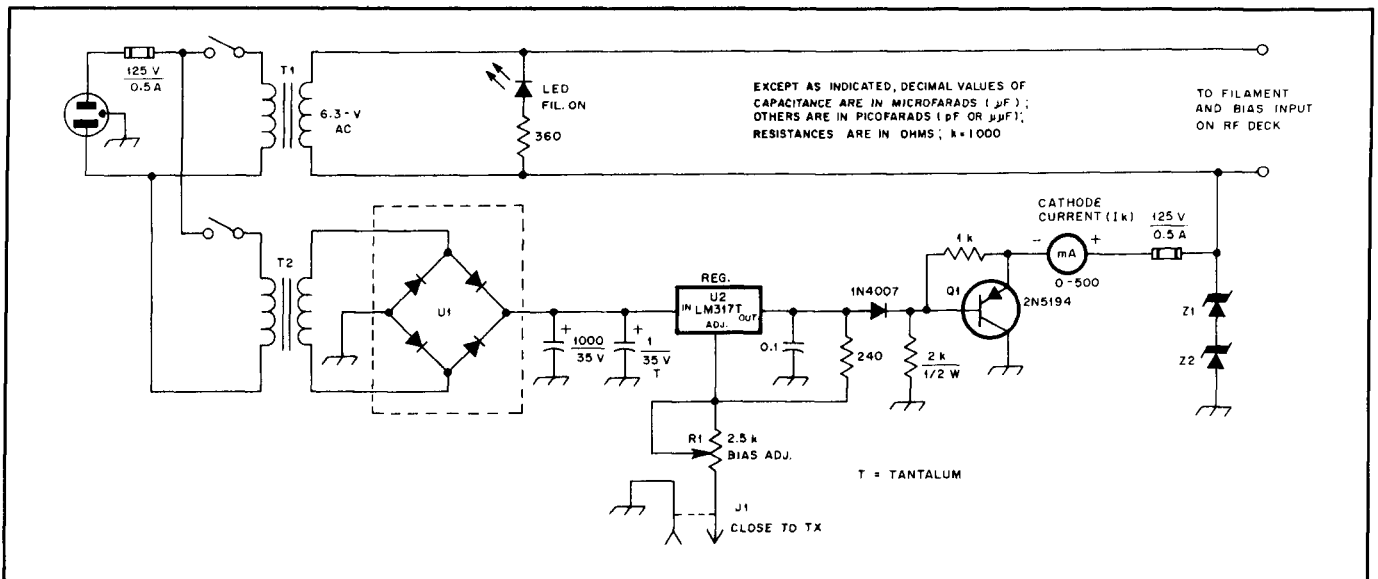 125 V
0.5 A
T1
6.3-V
AC
LED
FIL. ON
360
EXCEPT AS INDICATED, DECIMAL VALUES OF
CAPACITANCE ARE IN MICROFARADS ( µF ) ;
OTHERS ARE IN PICOFARADS ( pF OR µµF);
RESISTANCES ARE IN OHMS ; k = 1000
TO FILAMENT
AND BIAS INPUT
ON RF DECK
T2
U1
1000
35 V
1
35 V
T
REG.
U2
IN LM317T OUT
ADJ.
0.1
240
1N4007
2 k
1/2 W
1 k
Q1
2N5194
CATHODE
CURRENT (Ik)
- mA +
0-500
125 V
0.5 A
Z1
Z2
R1 2.5 k
BIAS ADJ.
T = TANTALUM
J1
CLOSE TO TX